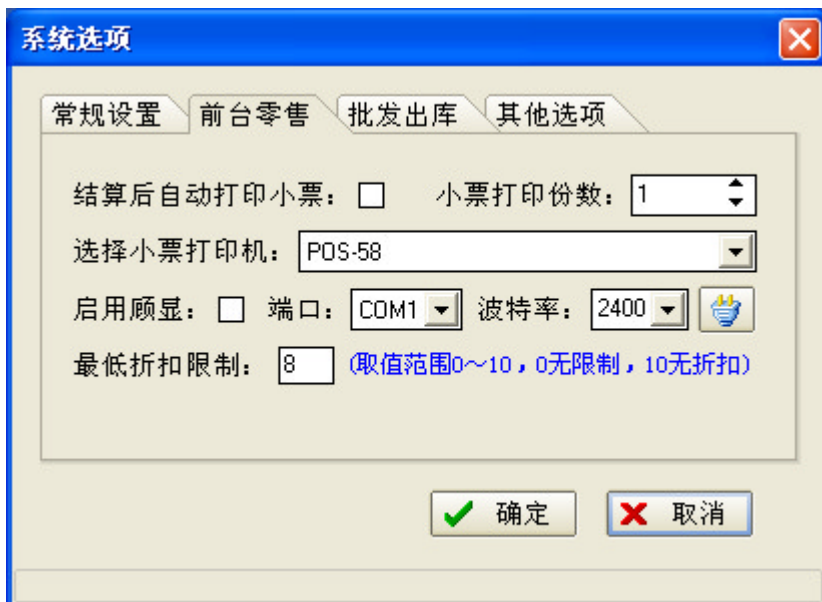 系统选项
常规设置 前台零售 批发出库 其他选项
结算后自动打印小票： 小票打印份数： 1
选择小票打印机： POS-58
启用顾显： 端口： COM1 波特率： 2400
最低折扣限制： 8 (取值范围0～10，0无限制，10无折扣)
确定 取消